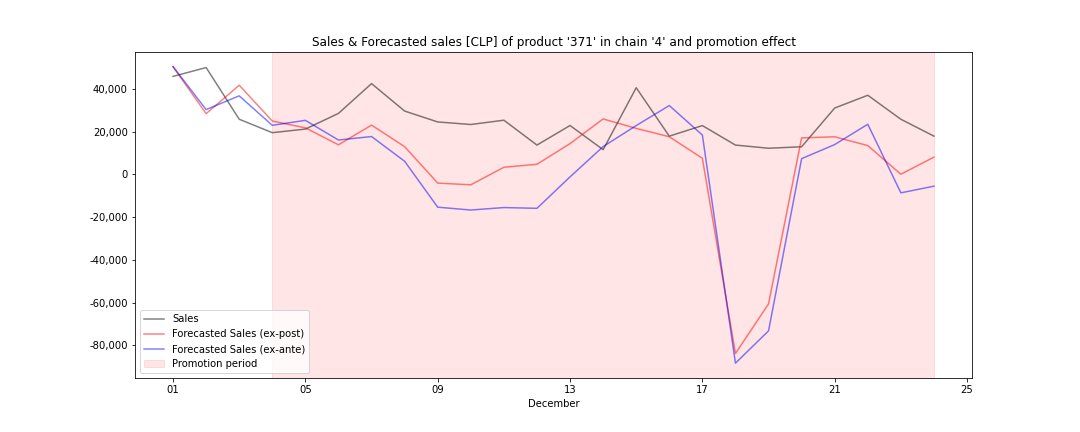 Sales & Forecasted sales [CLP] of product '371' in chain '4' and promotion effect
40,000
20,000
0
-20,000
-40,000
-60,000
-80,000
Sales
Forecasted Sales (ex-post)
Forecasted Sales (ex-ante)
Promotion period
01 05 09 13 17 21 25
December